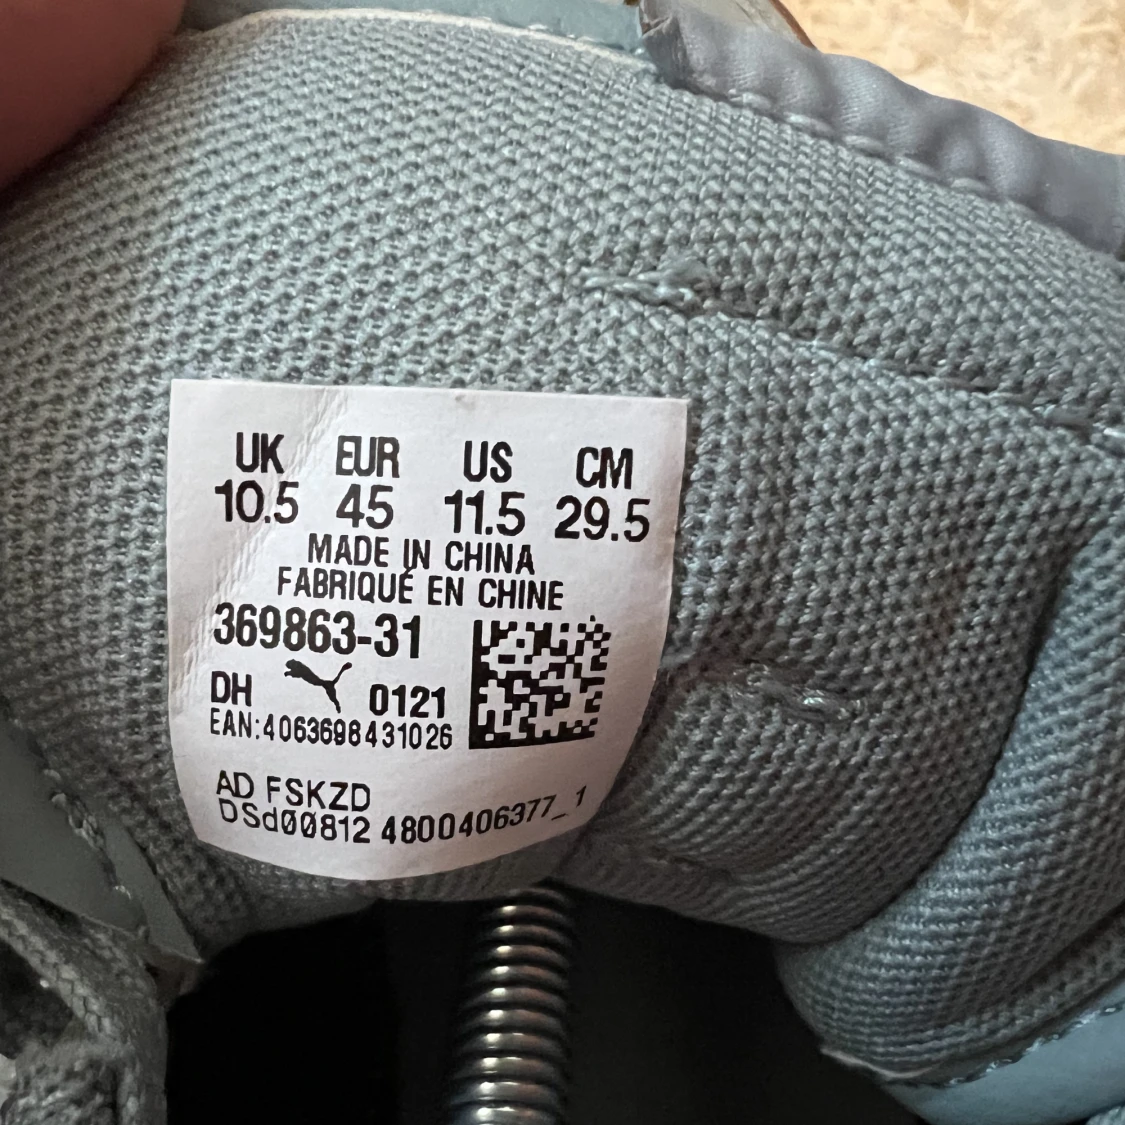 UK EUR US CM
10.5 45 11.5 29.5
MADE IN CHINA
FABRIQUÉ EN CHINE
369863-31
DH 0121
EAN:4063698431026
AD FSKZD
DSd00812 4800406377_1